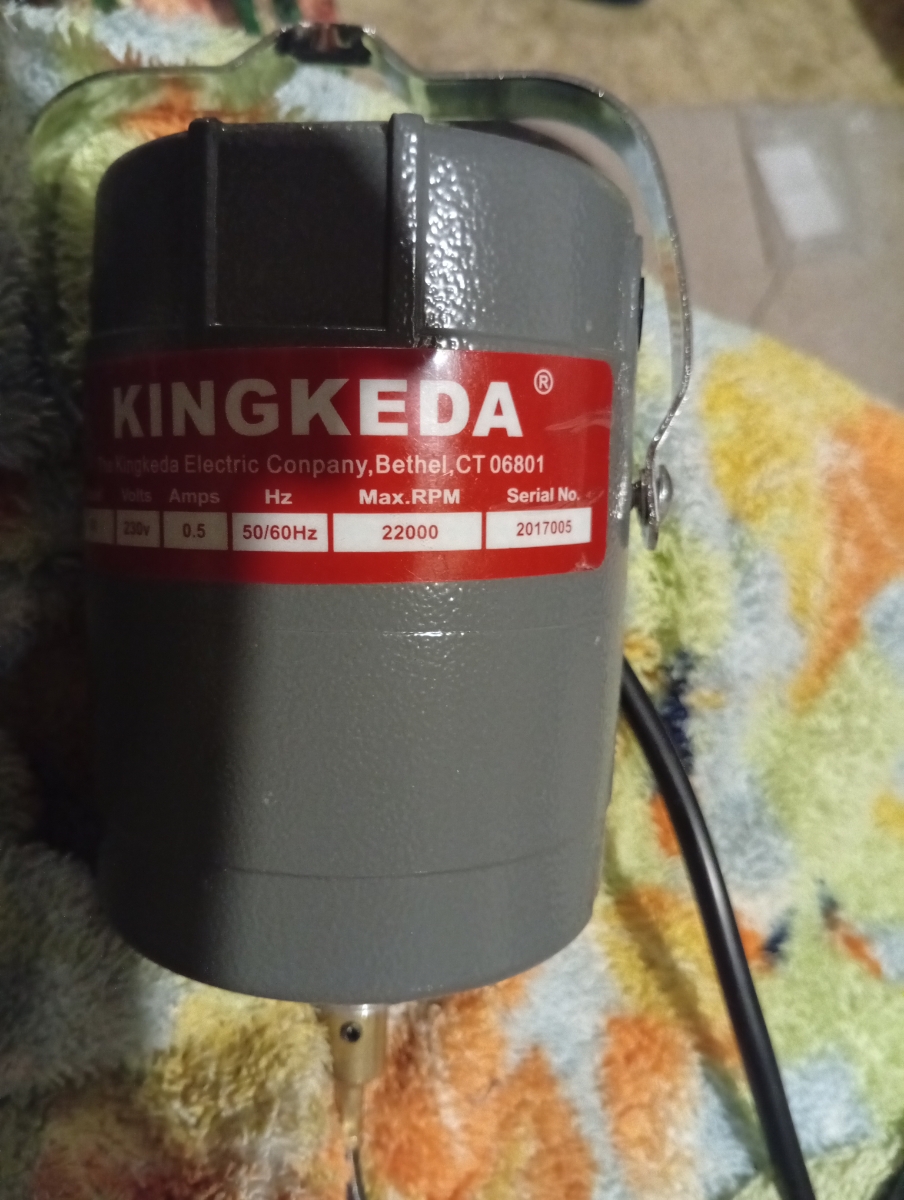 KINGKEDA®
The Kingkeda Electric Conpany,Bethel,CT 06801
Volts Amps Hz Max.RPM Serial No.
230v 0.5 50/60Hz 22000 2017005